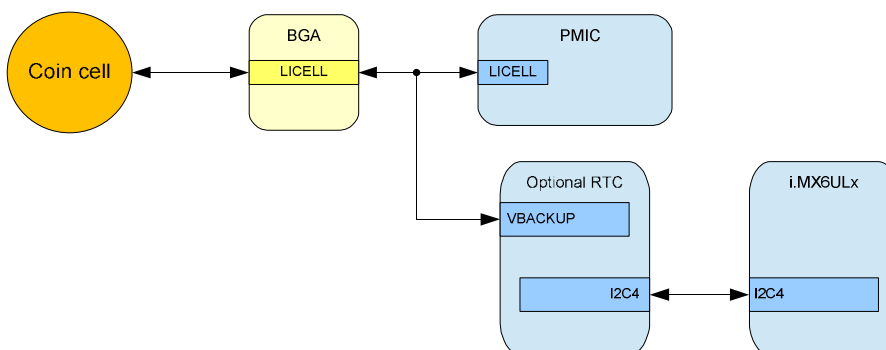 Coin cell
BGA
LICELL
PMIC
LICELL
Optional RTC
VBACKUP
I2C4
i.MX6ULx
I2C4